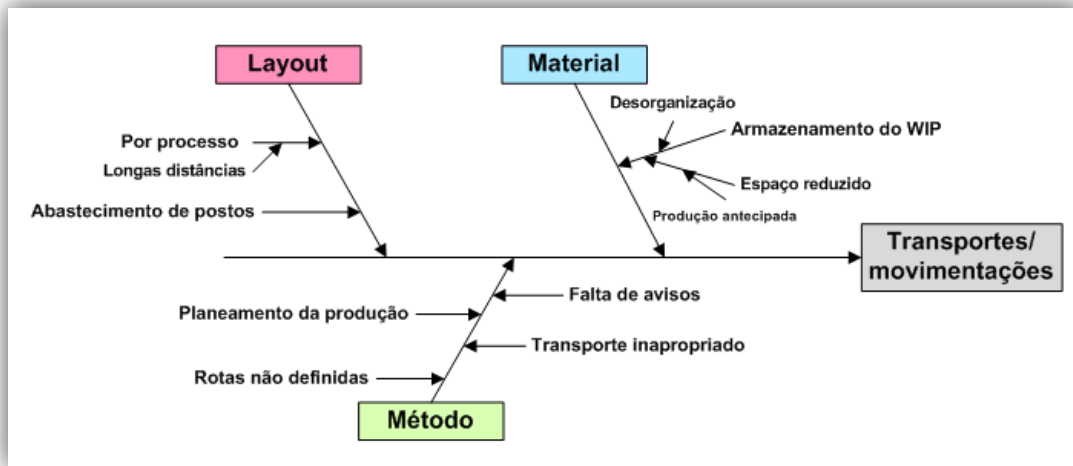 Layout
Material
Desorganização
Armazenamento do WIP
Por processo
Longas distâncias
Espaço reduzido
Abastecimento de postos
Produção antecipada
Transportes/
movimentações
Falta de avisos
Planeamento da produção
Transporte inapropriado
Rotas não definidas
Método